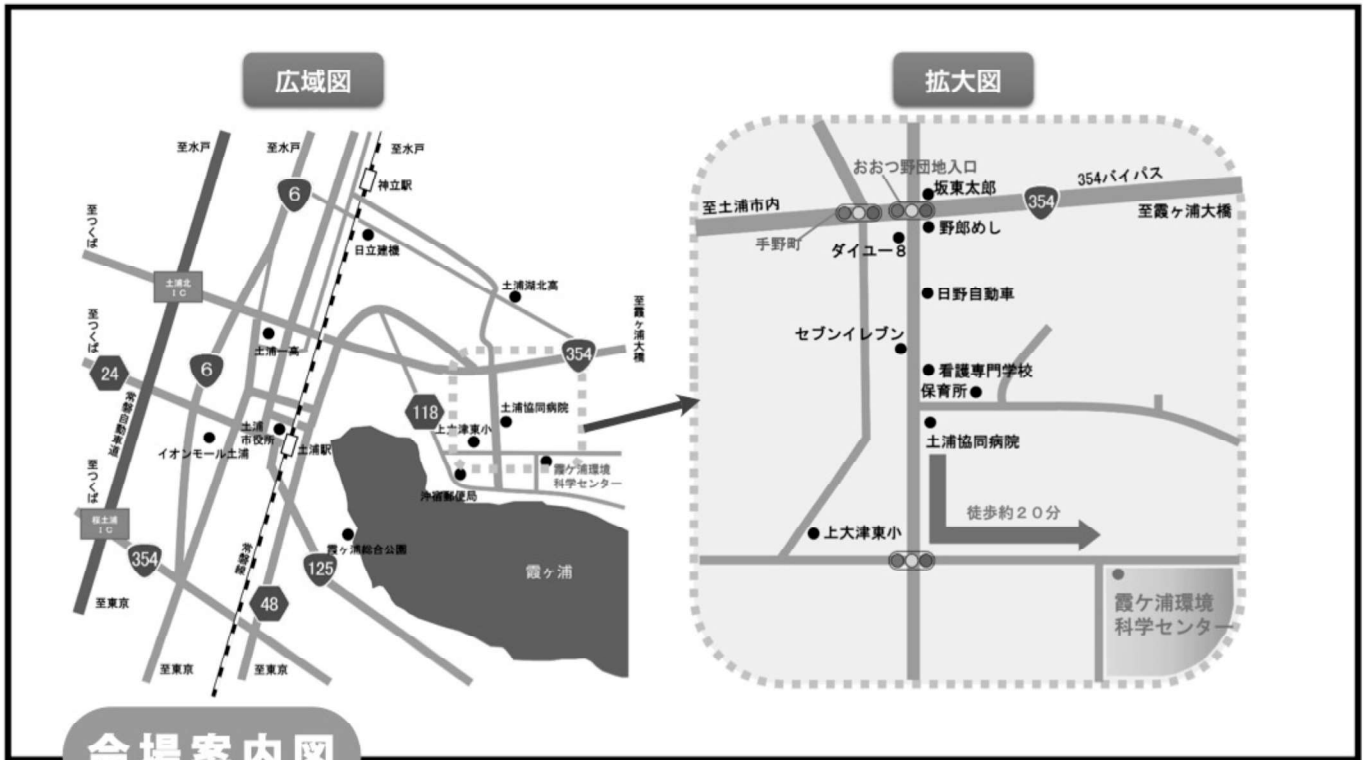 広域図
至水戸
至水戸
至水戸
6
神立駅
至つくば
日立建機
土浦北
IC
土浦湖北高
至霞ヶ浦大橋
至つくば
土浦一高
354
24
6
常磐自動車道
118
土浦協同病院
上大津東小
土浦
市役所
土浦駅
イオンモール土浦
至つくば
霞ケ浦環境
科学センター
沖宿郵便局
桜土浦
IC
霞ヶ浦総合公園
常磐線
354
125
霞ヶ浦
至東京
48
至東京
至東京
拡大図
おおつ野団地入口
坂東太郎
354バイパス
354
至土浦市内
至霞ヶ浦大橋
手野町
野郎めし
ダイユー8
日野自動車
セブンイレブン
看護専門学校
保育所
土浦協同病院
徒歩約20分
上大津東小
霞ケ浦環境
科学センター
会場案内図